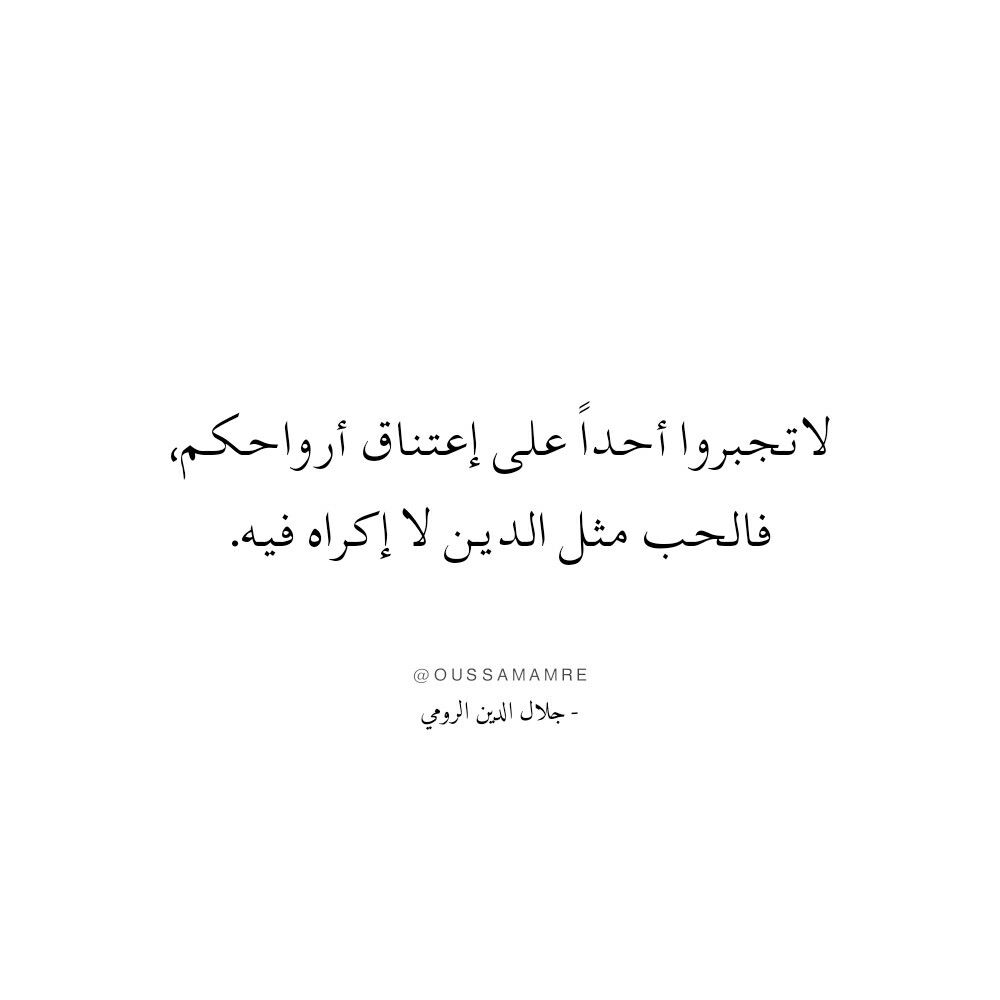 لاتجبروا أحداً على إعتناق أرواحكم،
فالحب مثل الدين لا إكراه فيه.
@OUSSAMAMRE
- جلال الدين الرومي